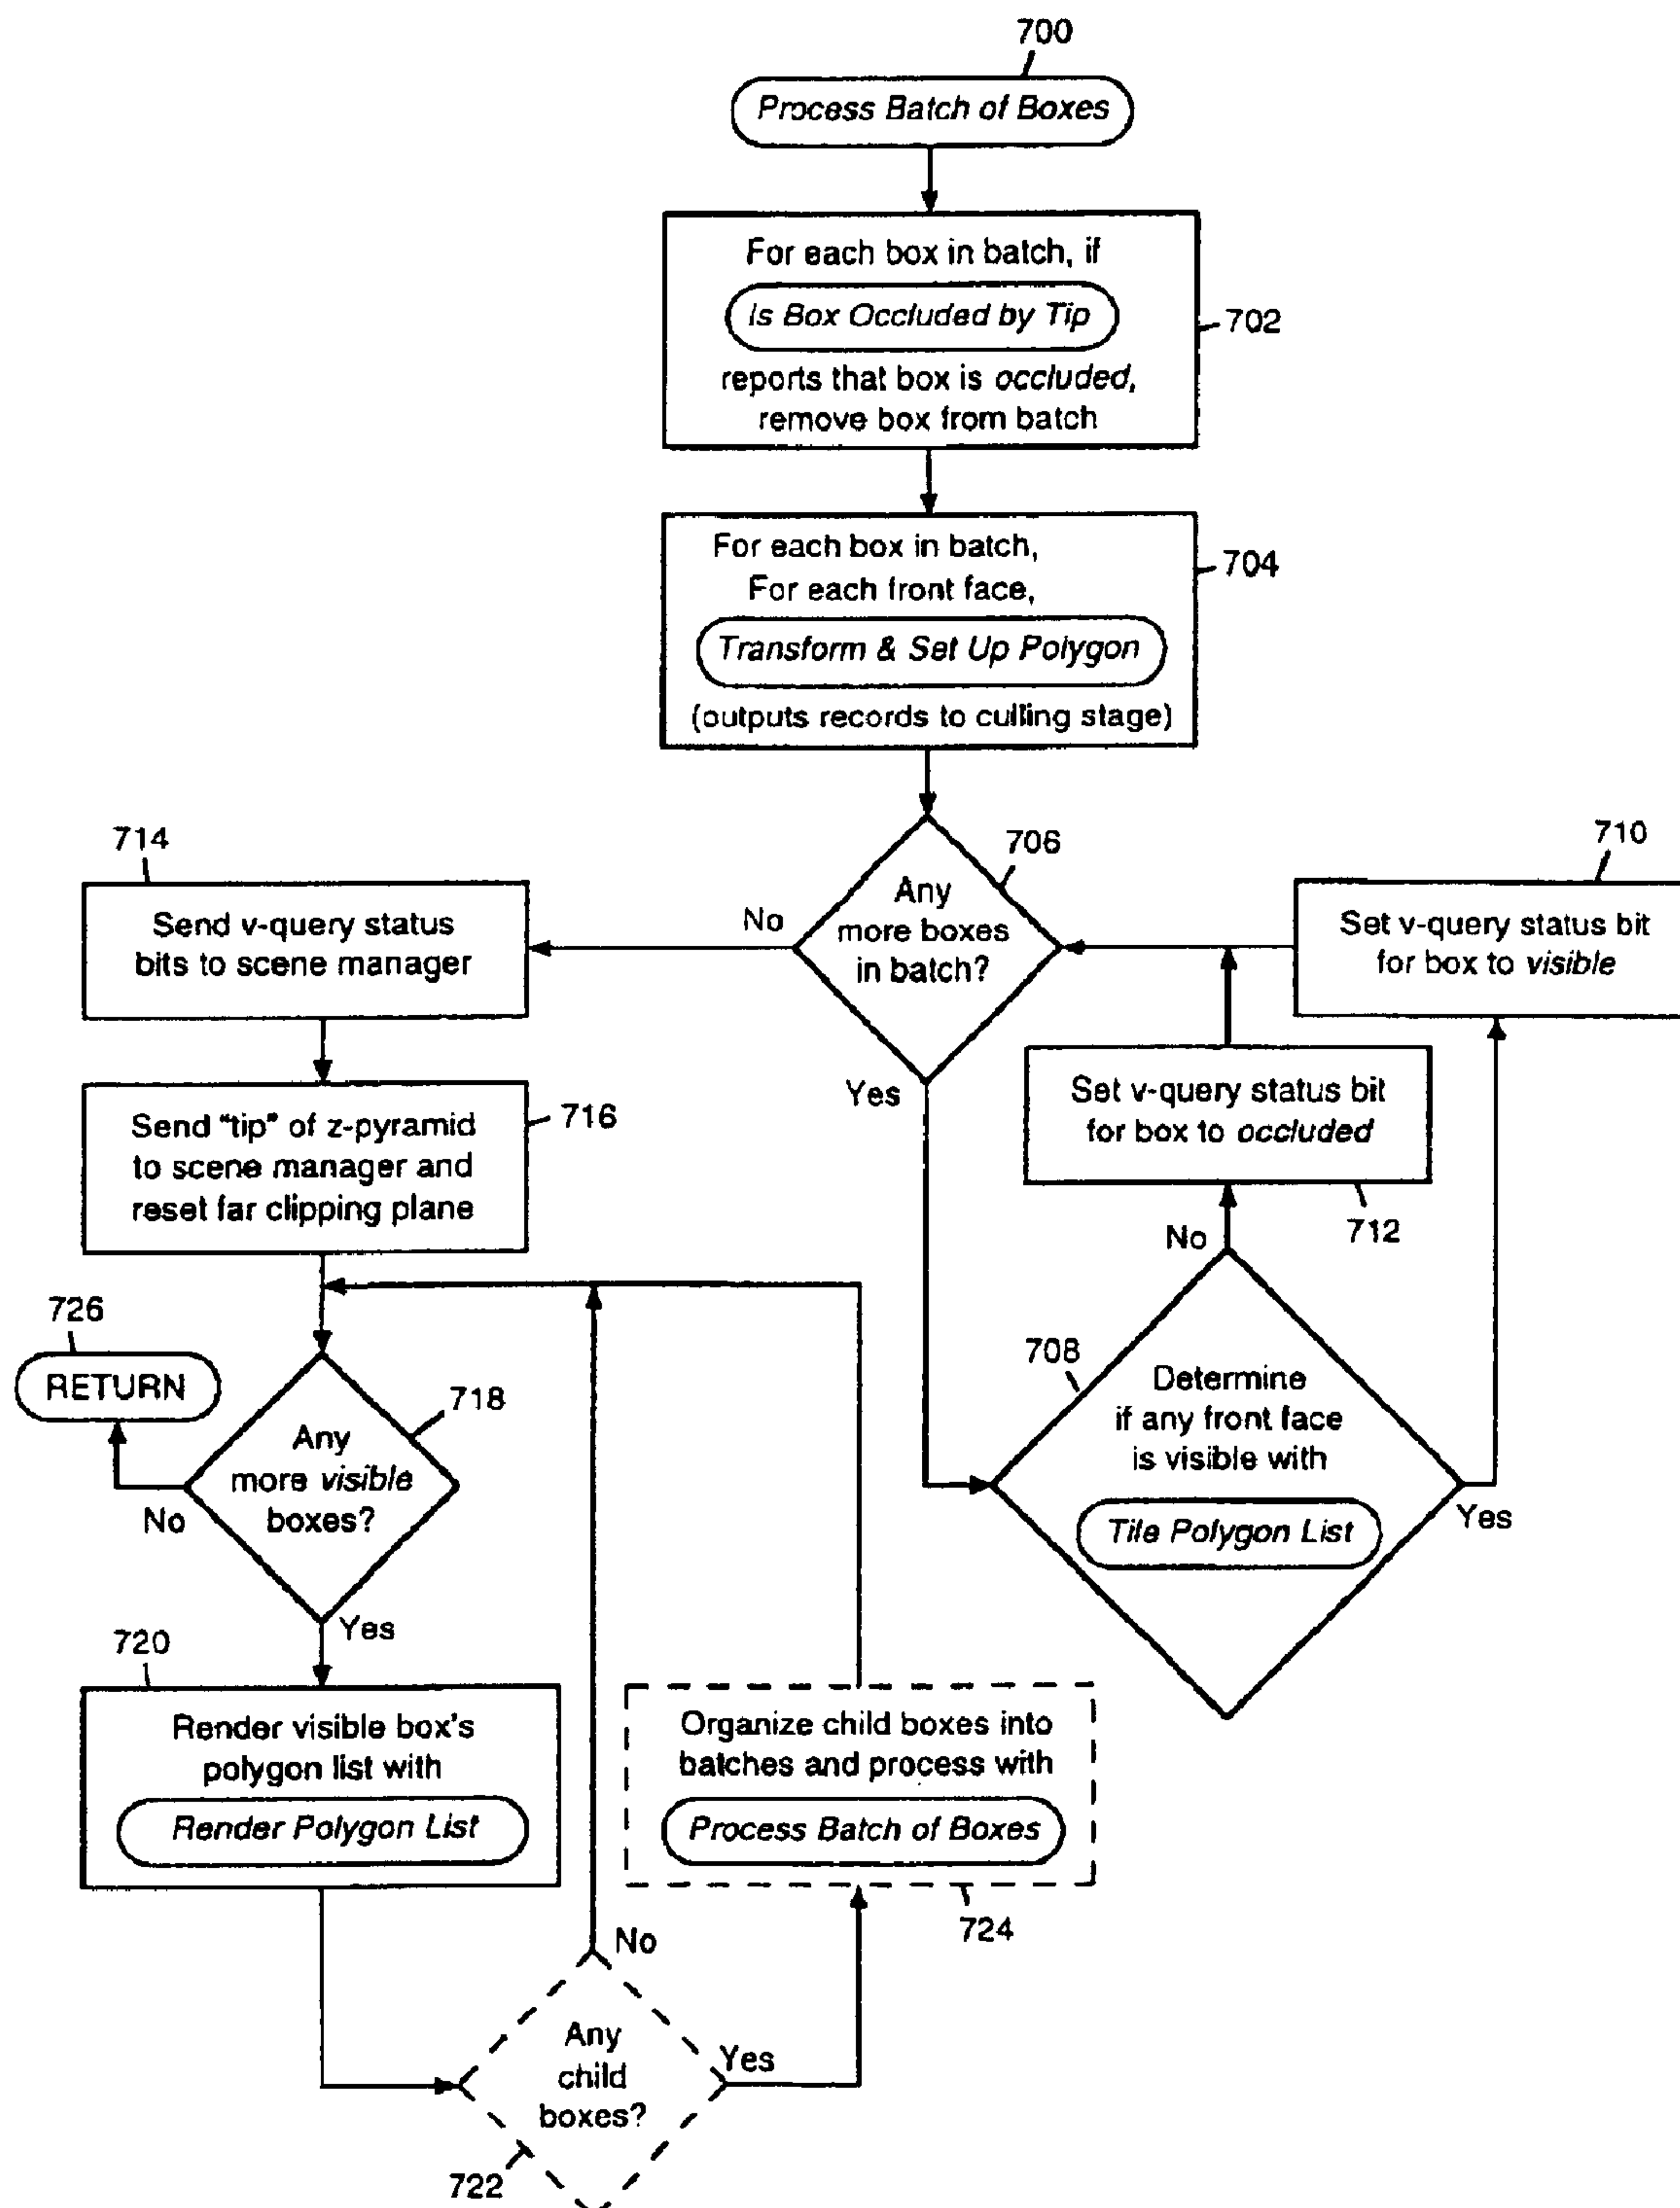 700
Process Batch of Boxes
For each box in batch, if
Is Box Occluded by Tip
reports that box is occluded,
remove box from batch
702
For each box in batch,
For each front face,
Transform & Set Up Polygon
(outputs records to culling stage)
704
706
Any
more boxes
in batch?
No
Yes
714
Send v-query status
bits to scene manager
710
Set v-query status bit
for box to visible
Set v-query status bit
for box to occluded
712
716
Send "tip" of z-pyramid
to scene manager and
reset far clipping plane
No
708
Determine
if any front face
is visible with
Tile Polygon List
Yes
726
RETURN
718
Any
more visible
boxes?
No
Yes
720
Render visible box's
polygon list with
Render Polygon List
Organize child boxes into
batches and process with
Process Batch of Boxes
724
No
Any
child
boxes?
Yes
722